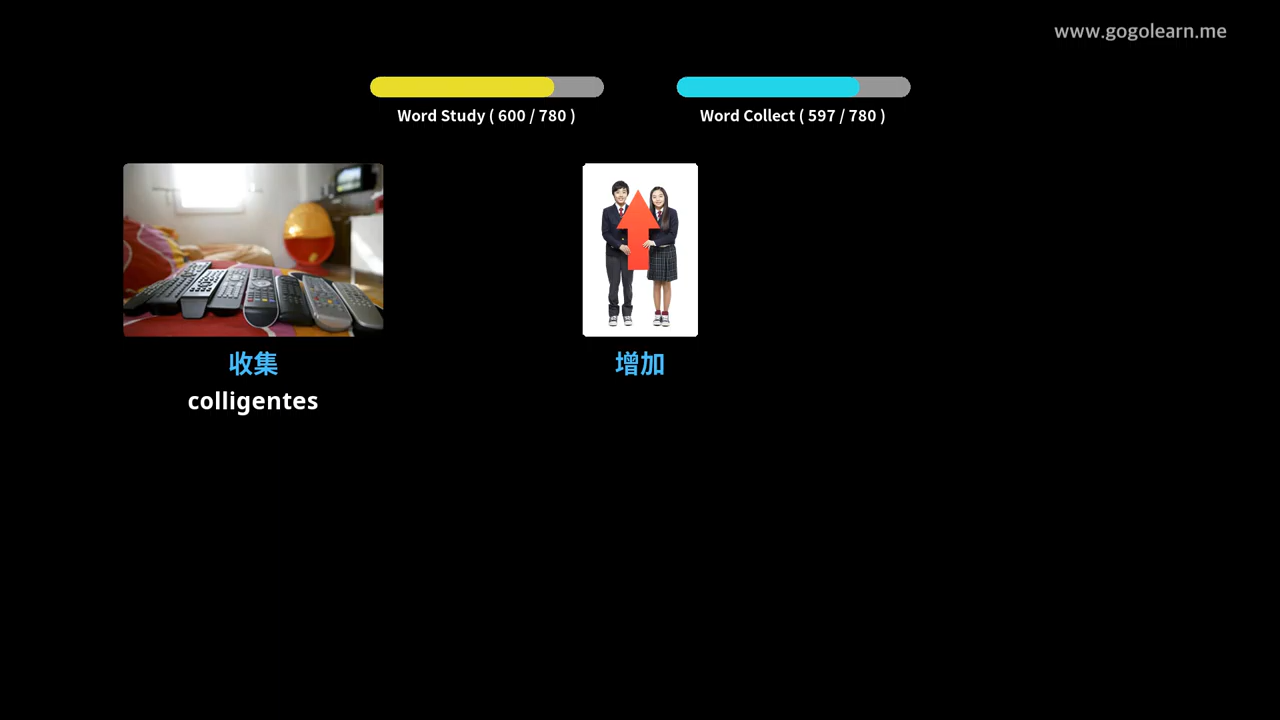 www.gogolearn.me
Word Study ( 600 / 780 )
Word Collect ( 597 / 780 )
收集
增加
colligentes